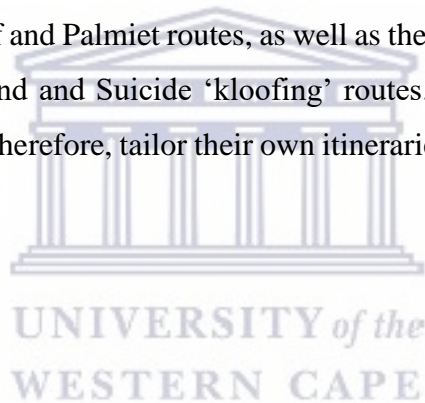 f and Palmiet routes, as well as the
nd and Suicide ‘kloofing’ routes.
herefore, tailor their own itinerari
UNIVERSITY of the
WESTERN CAPE